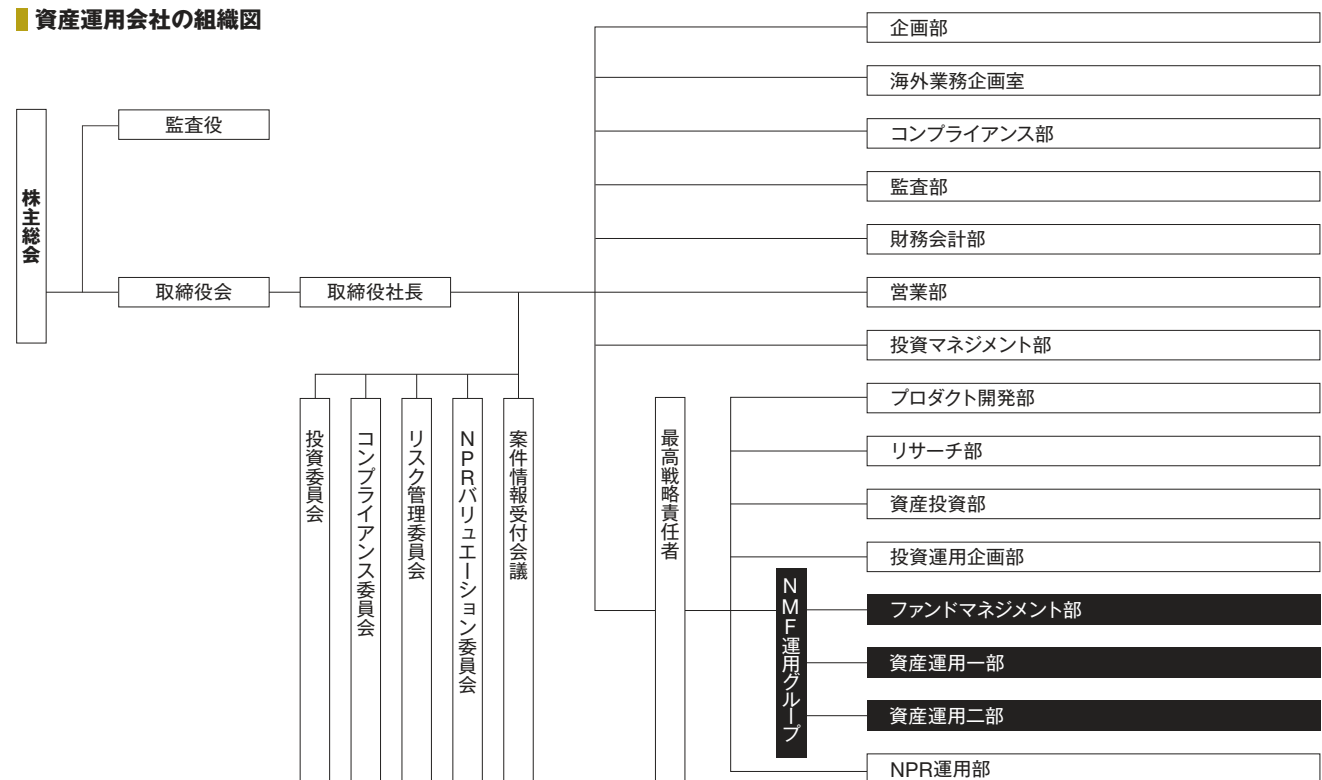 資産運用会社の組織図
株主総会
監査役
取締役会
取締役社長
投資委員会
コンプライアンス委員会
リスク管理委員会
NPRバリュエーション委員会
案件情報受付会議
最高戦略責任者
NMF運用グループ
企画部
海外業務企画室
コンプライアンス部
監査部
財務会計部
営業部
投資マネジメント部
プロダクト開発部
リサーチ部
資産投資部
投資運用企画部
ファンドマネジメント部
資産運用一部
資産運用二部
NPR運用部